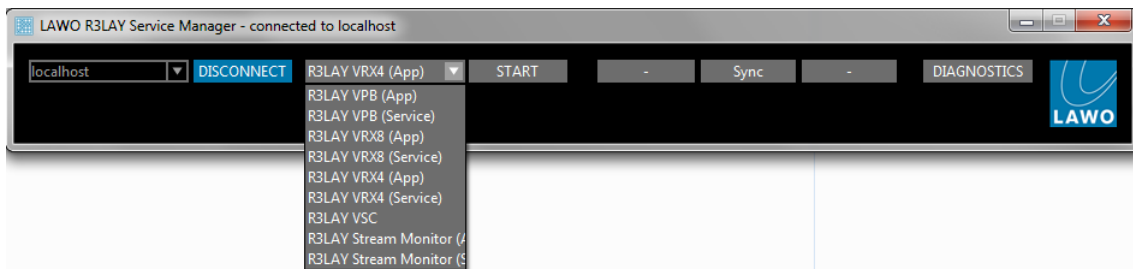 LAWO R3LAY Service Manager - connected to localhost
localhost DISCONNECT R3LAY VRX4 (App) START - Sync - DIAGNOSTICS
LAWO
R3LAY VPB (App)
R3LAY VPB (Service)
R3LAY VRX8 (App)
R3LAY VRX8 (Service)
R3LAY VRX4 (App)
R3LAY VRX4 (Service)
R3LAY VSC
R3LAY Stream Monitor (A
R3LAY Stream Monitor (S